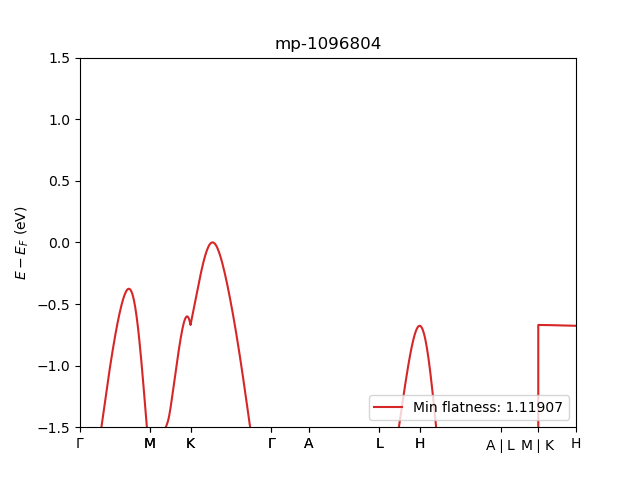 mp-1096804
E − E_F (eV)
1.5
1.0
0.5
0.0
−0.5
−1.0
−1.5
Min flatness: 1.11907
Γ M K Γ A L H A | L M | K H